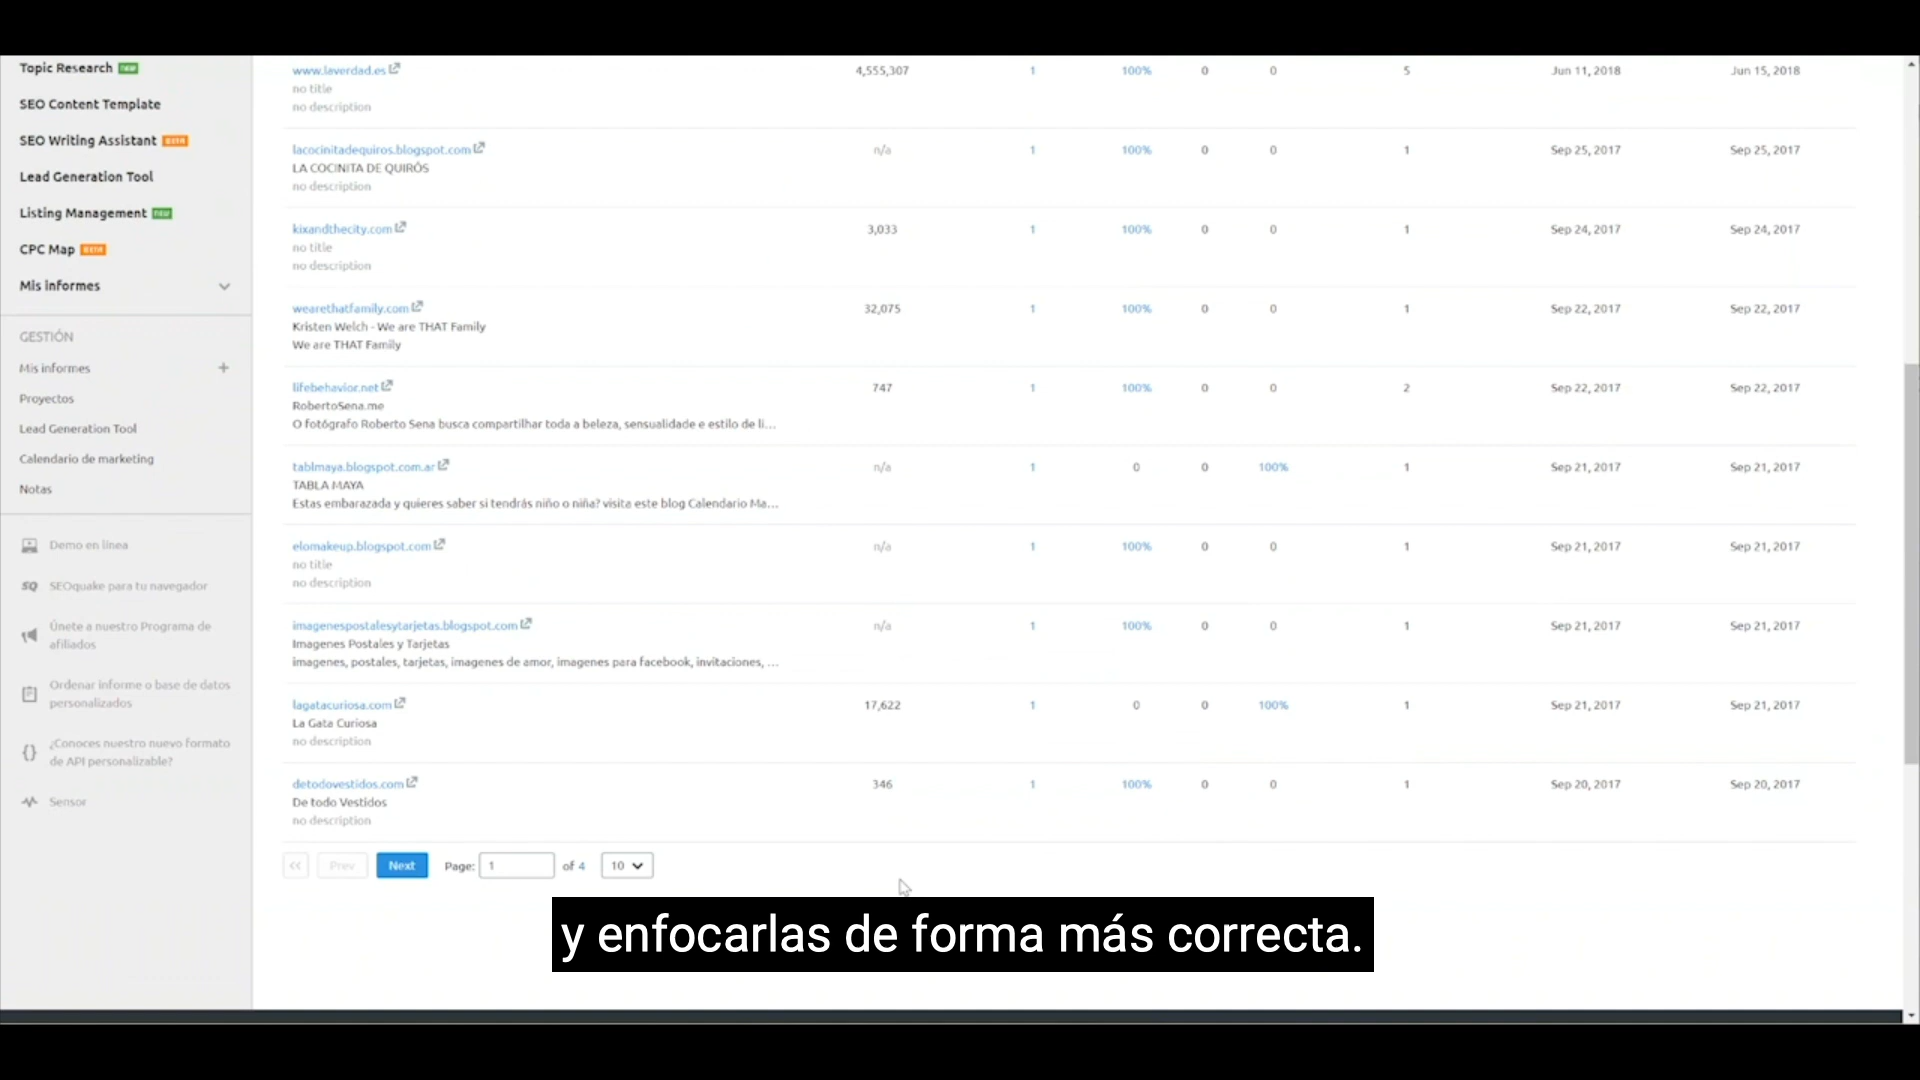 Topic Research new
SEO Content Template
SEO Writing Assistant BETA
Lead Generation Tool
Listing Management new
CPC Map BETA
Mis informes
GESTIÓN
Mis informes +
Proyectos
Lead Generation Tool
Calendario de marketing
Notas
Demo en línea
SQ SEOquake para tu navegador
Únete a nuestro Programa de
afiliados
Ordenar informe o base de datos
personalizados
{} ¿Conoces nuestro nuevo formato
de API personalizable?
Sensor
www.laverdad.es 4,555,307 1 100% 0 0 5 Jun 11, 2018 Jun 15, 2018
no title
no description
lacocinitadequiros.blogspot.com n/a 1 100% 0 0 1 Sep 25, 2017 Sep 25, 2017
LA COCINITA DE QUIRÓS
no description
kixandthecity.com 3,033 1 100% 0 0 1 Sep 24, 2017 Sep 24, 2017
no title
no description
wearethatfamily.com 32,075 1 100% 0 0 1 Sep 22, 2017 Sep 22, 2017
Kristen Welch - We are THAT Family
We are THAT Family
lifebehavior.net 747 1 100% 0 0 2 Sep 22, 2017 Sep 22, 2017
RobertoSena.me
O fotógrafo Roberto Sena busca compartilhar toda a beleza, sensualidade e estilo de li...
tablmaya.blogspot.com.ar n/a 1 0 0 100% 1 Sep 21, 2017 Sep 21, 2017
TABLA MAYA
Estas embarazada y quieres saber si tendrás niño o niña? visita este blog Calendario Ma...
elomakeup.blogspot.com n/a 1 100% 0 0 1 Sep 21, 2017 Sep 21, 2017
no title
no description
imagenespostalesytarjetas.blogspot.com n/a 1 100% 0 0 1 Sep 21, 2017 Sep 21, 2017
Imagenes Postales y Tarjetas
imagenes, postales, tarjetas, imagenes de amor, imagenes para facebook, invitaciones, ...
lagatacuriosa.com 17,622 1 0 0 100% 1 Sep 21, 2017 Sep 21, 2017
La Gata Curiosa
no description
detodovestidos.com 346 1 100% 0 0 1 Sep 20, 2017 Sep 20, 2017
De todo Vestidos
no description
<< Prev Next Page: 1 of 4 10
y enfocarlas de forma más correcta.